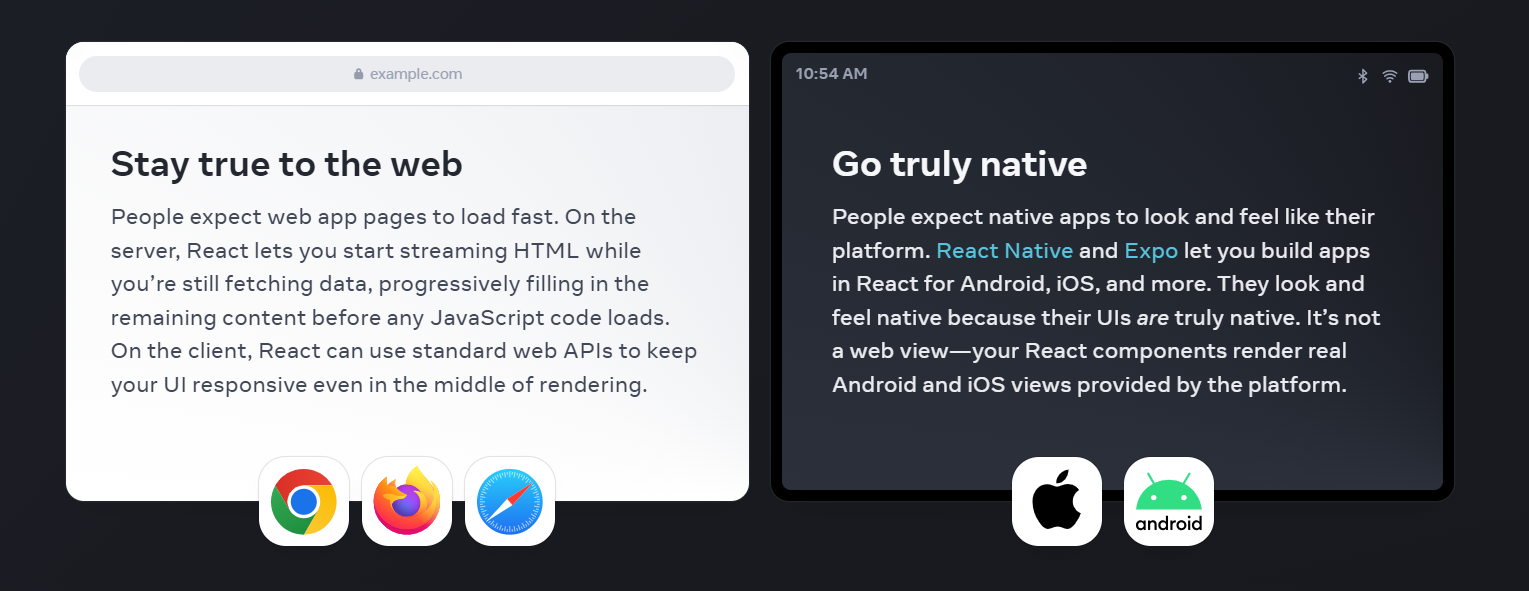 example.com
Stay true to the web
People expect web app pages to load fast. On the
server, React lets you start streaming HTML while
you’re still fetching data, progressively filling in the
remaining content before any JavaScript code loads.
On the client, React can use standard web APIs to keep
your UI responsive even in the middle of rendering.
10:54 AM
Go truly native
People expect native apps to look and feel like their
platform. React Native and Expo let you build apps
in React for Android, iOS, and more. They look and
feel native because their UIs are truly native. It’s not
a web view—your React components render real
Android and iOS views provided by the platform.
android